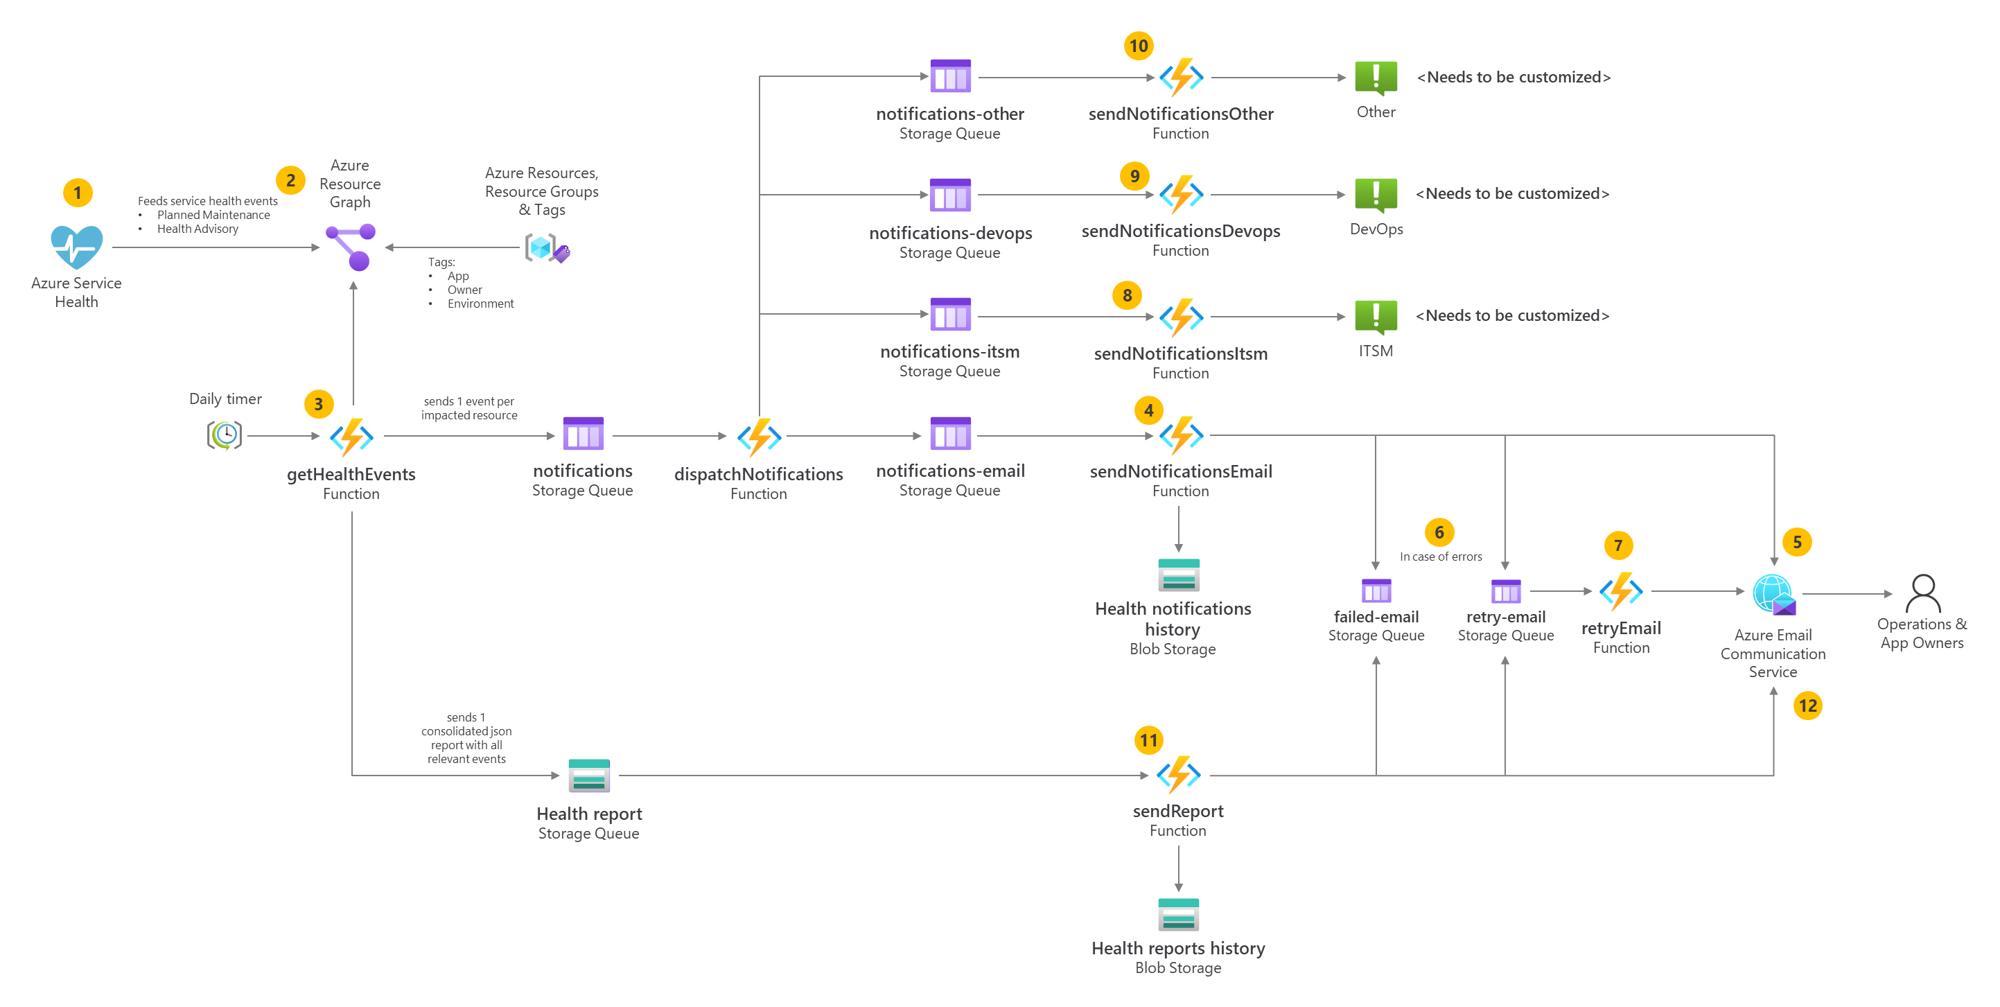 10
<Needs to be customized>
notifications-other
Storage Queue
sendNotificationsOther
Function
Other
1
2
Azure
Resource
Graph
Azure Resources,
Resource Groups
& Tags
9
<Needs to be customized>
Feeds service health events
• Planned Maintenance
• Health Advisory
notifications-devops
Storage Queue
sendNotificationsDevops
Function
DevOps
Azure Service
Health
Tags:
• App
• Owner
• Environment
8
<Needs to be customized>
notifications-itsm
Storage Queue
sendNotificationsItsm
Function
ITSM
Daily timer
3
sends 1 event per
impacted resource
4
getHealthEvents
Function
notifications
Storage Queue
dispatchNotifications
Function
notifications-email
Storage Queue
sendNotificationsEmail
Function
6
In case of errors
7
5
Health notifications
history
Blob Storage
failed-email
Storage Queue
retry-email
Storage Queue
retryEmail
Function
Azure Email
Communication
Service
Operations &
App Owners
12
sends 1
consolidated json
report with all
relevant events
11
Health report
Storage Queue
sendReport
Function
Health reports history
Blob Storage